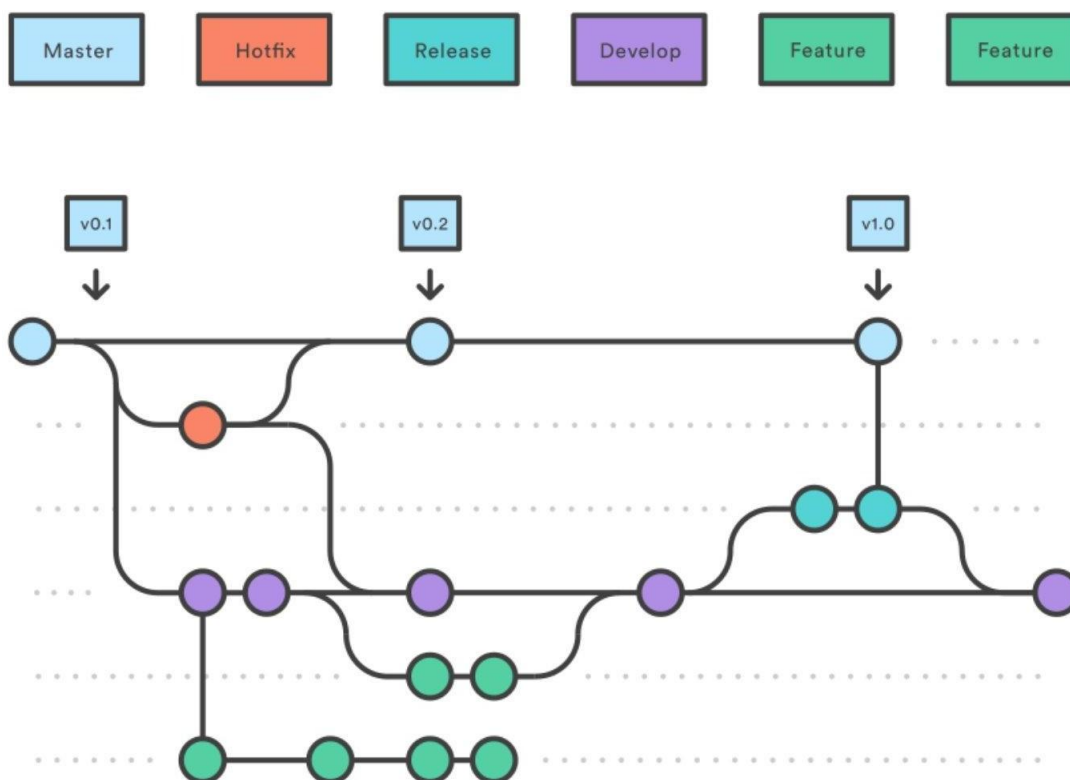 Master
Hotfix
Release
Develop
Feature
Feature
v0.1
v0.2
v1.0